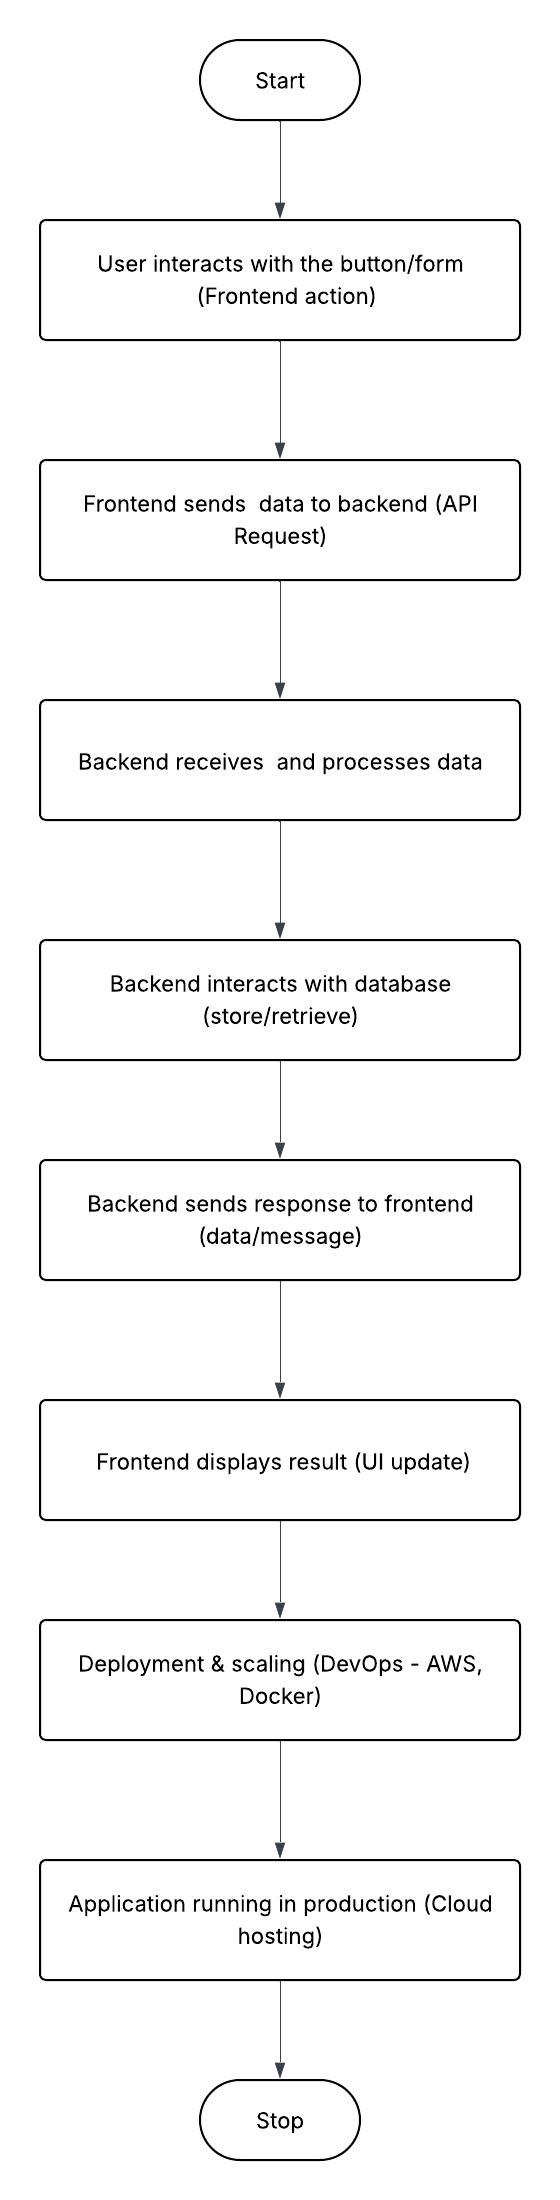 Start
User interacts with the button/form
(Frontend action)
Frontend sends  data to backend (API
Request)
Backend receives  and processes data
Backend interacts with database
(store/retrieve)
Backend sends response to frontend
(data/message)
Frontend displays result (UI update)
Deployment & scaling (DevOps - AWS,
Docker)
Application running in production (Cloud
hosting)
Stop